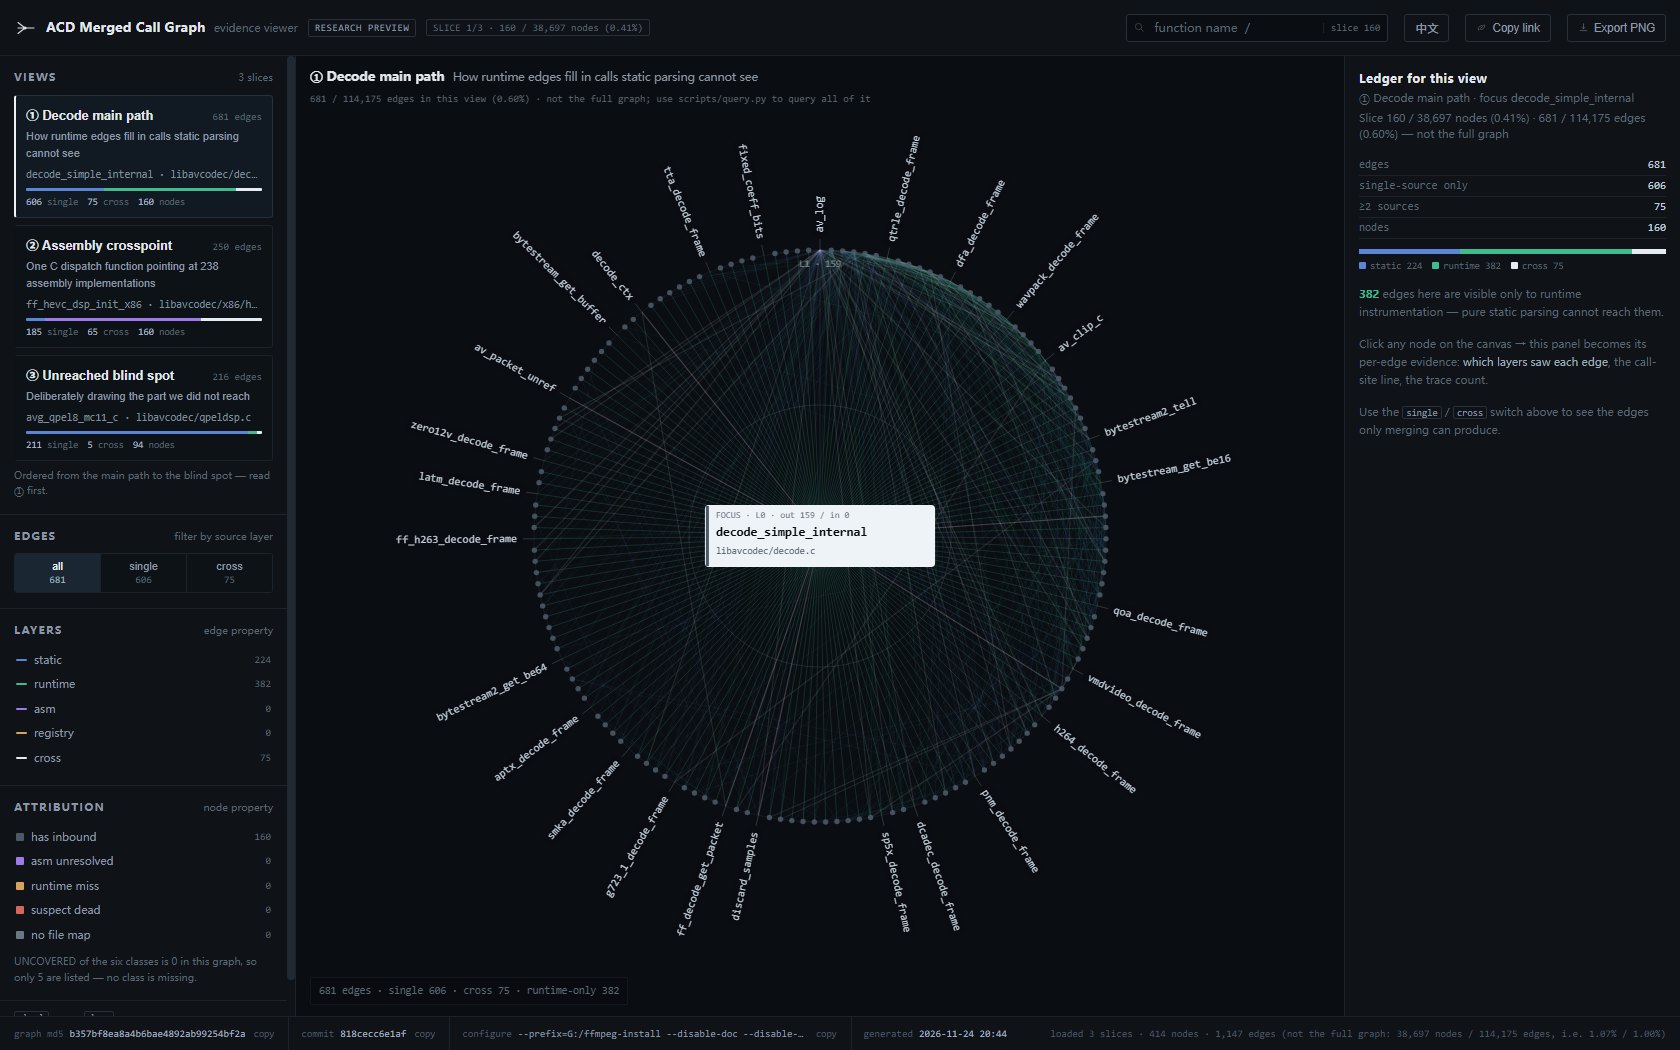 ACD Merged Call Graph evidence viewer RESEARCH PREVIEW SLICE 1/3 · 160 / 38,697 nodes (0.41%)
function name / slice 160 中文 Copy link Export PNG
VIEWS 3 slices
① Decode main path 681 edges
How runtime edges fill in calls static parsing
cannot see
decode_simple_internal · libavcodec/dec…
606 single 75 cross 160 nodes
② Assembly crosspoint 250 edges
One C dispatch function pointing at 238
assembly implementations
ff_hevc_dsp_init_x86 · libavcodec/x86/h…
185 single 65 cross 160 nodes
③ Unreached blind spot 216 edges
Deliberately drawing the part we did not reach
avg_qpel8_mc11_c · libavcodec/qpeldsp.c
211 single 5 cross 94 nodes
Ordered from the main path to the blind spot — read
① first.
EDGES filter by source layer
all single cross
681 606 75
LAYERS edge property
static 224
runtime 382
asm 0
registry 0
cross 75
ATTRIBUTION node property
has inbound 160
asm unresolved 0
runtime miss 0
suspect dead 0
no file map 0
UNCOVERED of the six classes is 0 in this graph, so
only 5 are listed — no class is missing.
① Decode main path How runtime edges fill in calls static parsing cannot see
681 / 114,175 edges in this view (0.60%) · not the full graph; use scripts/query.py to query all of it
fixed_coeff_bits
tta_decode_frame
av_log
qtrle_decode_frame
dfa_decode_frame
wavpack_decode_frame
decode_ctx
bytestream_get_buffer
L1 · 159
av_clip_c
av_packet_unref
bytestream2_tell
zero12v_decode_frame
bytestream_get_be16
latm_decode_frame
ff_h263_decode_frame
FOCUS · L0 · out 159 / in 0
decode_simple_internal
libavcodec/decode.c
qoa_decode_frame
bytestream2_get_be64
vmdvideo_decode_frame
aptx_decode_frame
h264_decode_frame
smka_decode_frame
pnm_decode_frame
g723_1_decode_frame
ff_decode_get_packet
discard_samples
sp5x_decode_frame
dcadec_decode_frame
681 edges · single 606 · cross 75 · runtime-only 382
Ledger for this view
① Decode main path · focus decode_simple_internal
Slice 160 / 38,697 nodes (0.41%) · 681 / 114,175 edges
(0.60%) — not the full graph
edges 681
single-source only 606
≥2 sources 75
nodes 160
static 224 runtime 382 cross 75
382 edges here are visible only to runtime
instrumentation — pure static parsing cannot reach them.
Click any node on the canvas → this panel becomes its
per-edge evidence: which layers saw each edge, the call-
site line, the trace count.
Use the single / cross switch above to see the edges
only merging can produce.
graph md5 b357bf8ea8a4b6bae4892ab99254bf2a copy commit 818cecc6e1af copy configure --prefix=G:/ffmpeg-install --disable-doc --disable-… copy generated 2026-11-24 20:44 loaded 3 slices · 414 nodes · 1,147 edges (not the full graph: 38,697 nodes / 114,175 edges, i.e. 1.07% / 1.00%)